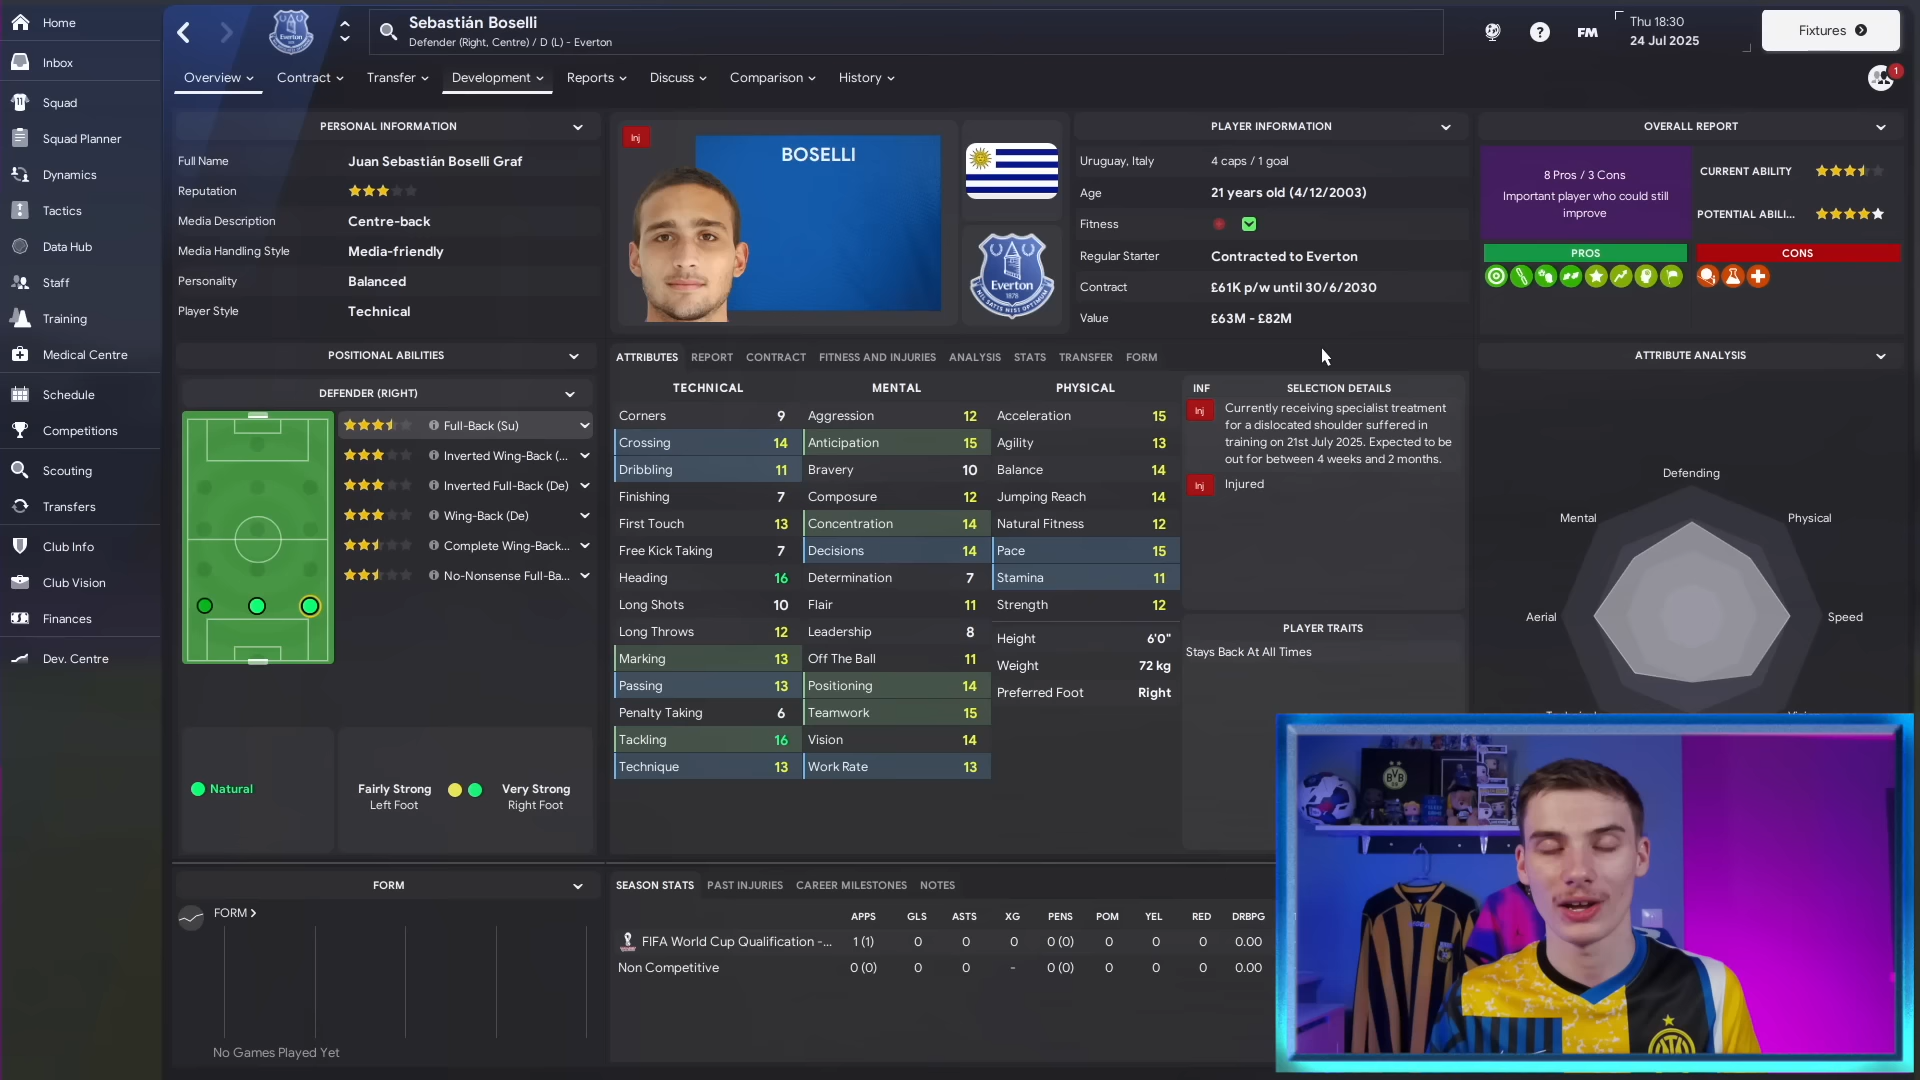 Home
Inbox
Squad
Squad Planner
Dynamics
Tactics
Data Hub
Staff
Training
Medical Centre
Schedule
Competitions
Scouting
Transfers
Club Info
Club Vision
Finances
Dev. Centre
Sebastián Boselli
Defender (Right, Centre) / D (L) - Everton
FM
Thu 18:30
24 Jul 2025
Fixtures
Overview
Contract
Transfer
Development
Reports
Discuss
Comparison
History
1
PERSONAL INFORMATION
Full Name Juan Sebastián Boselli Graf
Reputation
Media Description Centre-back
Media Handling Style Media-friendly
Personality Balanced
Player Style Technical
Inj
BOSELLI
Everton
1878
NIL SATIS NISI OPTIMUM
PLAYER INFORMATION
Uruguay, Italy 4 caps / 1 goal
Age 21 years old (4/12/2003)
Fitness
Regular Starter Contracted to Everton
Contract £61K p/w until 30/6/2030
Value £63M - £82M
OVERALL REPORT
8 Pros / 3 Cons
Important player who could still
improve
CURRENT ABILITY
POTENTIAL ABILI...
PROS
CONS
POSITIONAL ABILITIES
DEFENDER (RIGHT)
Full-Back (Su)
Inverted Wing-Back (...
Inverted Full-Back (De)
Wing-Back (De)
Complete Wing-Back...
No-Nonsense Full-Ba...
Natural
Fairly Strong
Left Foot
Very Strong
Right Foot
ATTRIBUTES REPORT CONTRACT FITNESS AND INJURIES ANALYSIS STATS TRANSFER FORM
TECHNICAL
Corners 9
Crossing 14
Dribbling 11
Finishing 7
First Touch 13
Free Kick Taking 7
Heading 16
Long Shots 10
Long Throws 12
Marking 13
Passing 13
Penalty Taking 6
Tackling 16
Technique 13
MENTAL
Aggression 12
Anticipation 15
Bravery 10
Composure 12
Concentration 14
Decisions 14
Determination 7
Flair 11
Leadership 8
Off The Ball 11
Positioning 14
Teamwork 15
Vision 14
Work Rate 13
PHYSICAL
Acceleration 15
Agility 13
Balance 14
Jumping Reach 14
Natural Fitness 12
Pace 15
Stamina 11
Strength 12
Height 6'0"
Weight 72 kg
Preferred Foot Right
INF SELECTION DETAILS
Inj
Currently receiving specialist treatment
for a dislocated shoulder suffered in
training on 21st July 2025. Expected to be
out for between 4 weeks and 2 months.
Inj Injured
PLAYER TRAITS
Stays Back At All Times
ATTRIBUTE ANALYSIS
Defending
Mental
Physical
Aerial
Speed
FORM
FORM
No Games Played Yet
SEASON STATS PAST INJURIES CAREER MILESTONES NOTES
APPS GLS ASTS XG PENS POM YEL RED DRBPG
FIFA World Cup Qualification -... 1 (1) 0 0 0 0 (0) 0 0 0 0.00
Non Competitive 0 (0) 0 0 - 0 (0) 0 0 0 0.00
BVB
09